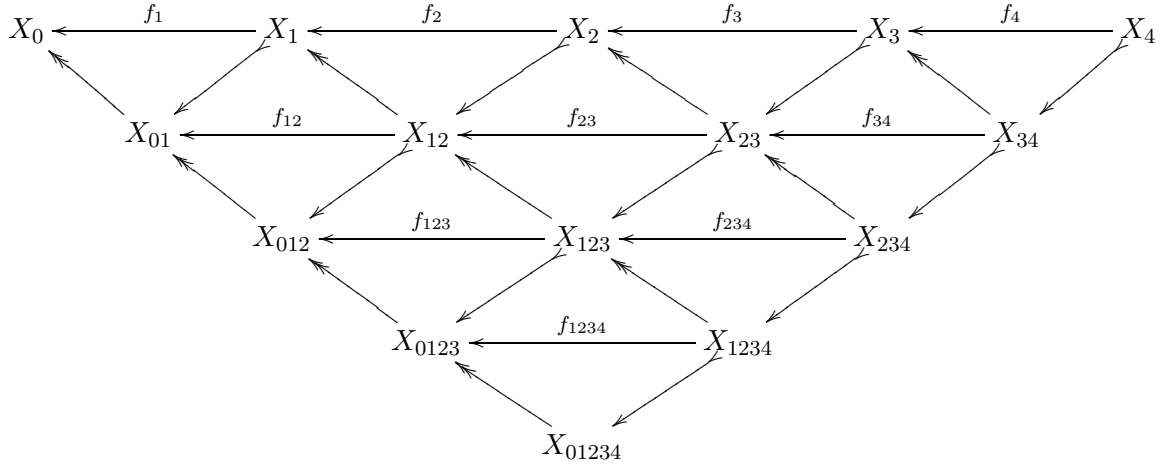 f₁ f₂ f₃ f₄
X₀ X₁ X₂ X₃ X₄
f₁₂ f₂₃ f₃₄
X₀₁ X₁₂ X₂₃ X₃₄
f₁₂₃ f₂₃₄
X₀₁₂ X₁₂₃ X₂₃₄
f₁₂₃₄
X₀₁₂₃ X₁₂₃₄
X₀₁₂₃₄